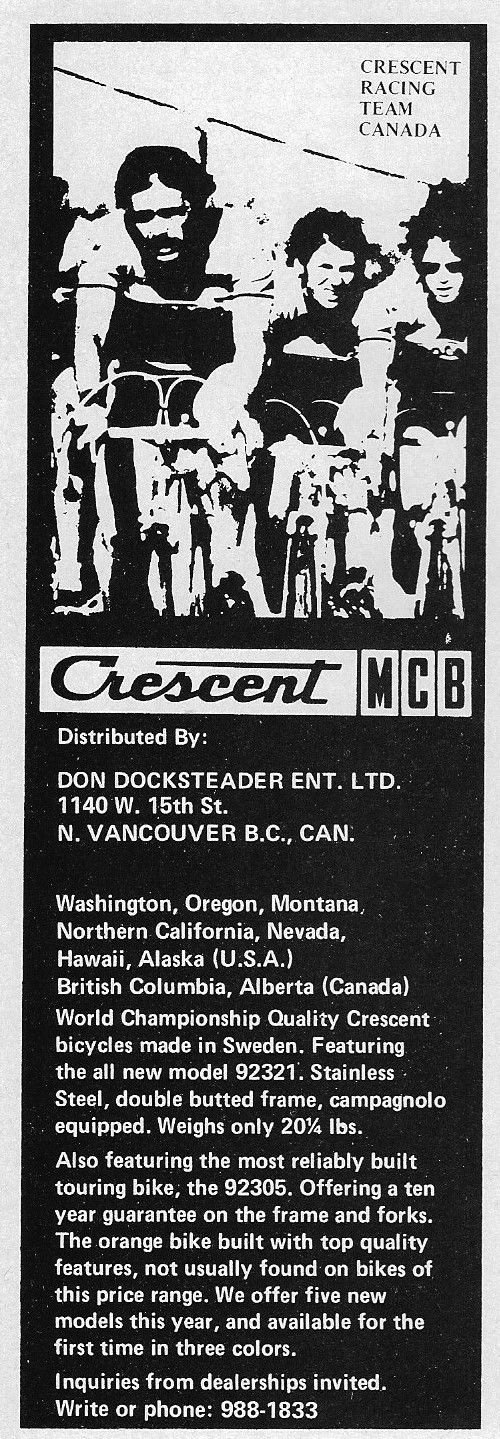 CRESCENT
RACING
TEAM
CANADA
Crescent MCB
Distributed By:
DON DOCKSTEADER ENT. LTD.
1140 W. 15th St.
N. VANCOUVER B.C., CAN.
Washington, Oregon, Montana,
Northern California, Nevada,
Hawaii, Alaska (U.S.A.)
British Columbia, Alberta (Canada)
World Championship Quality Crescent
bicycles made in Sweden. Featuring
the all new model 92321. Stainless
Steel, double butted frame, campagnolo
equipped. Weighs only 20¼ lbs.
Also featuring the most reliably built
touring bike, the 92305. Offering a ten
year guarantee on the frame and forks.
The orange bike built with top quality
features, not usually found on bikes of
this price range. We offer five new
models this year, and available for the
first time in three colors.
Inquiries from dealerships invited.
Write or phone: 988-1833